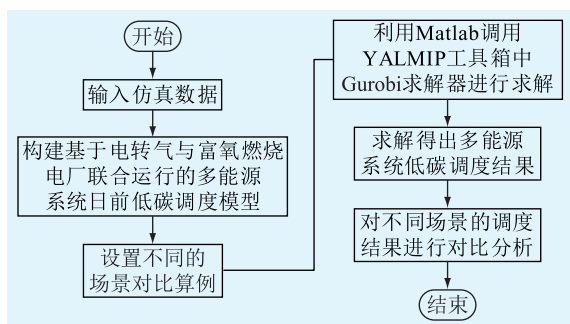 开始
输入仿真数据
构建基于电转气与富氧燃烧
电厂联合运行的多能源
系统日前低碳调度模型
设置不同的
场景对比算例
利用Matlab调用
YALMIP工具箱中
Gurobi求解器进行求解
求解得出多能源
系统低碳调度结果
对不同场景的调度
结果进行对比分析
结束